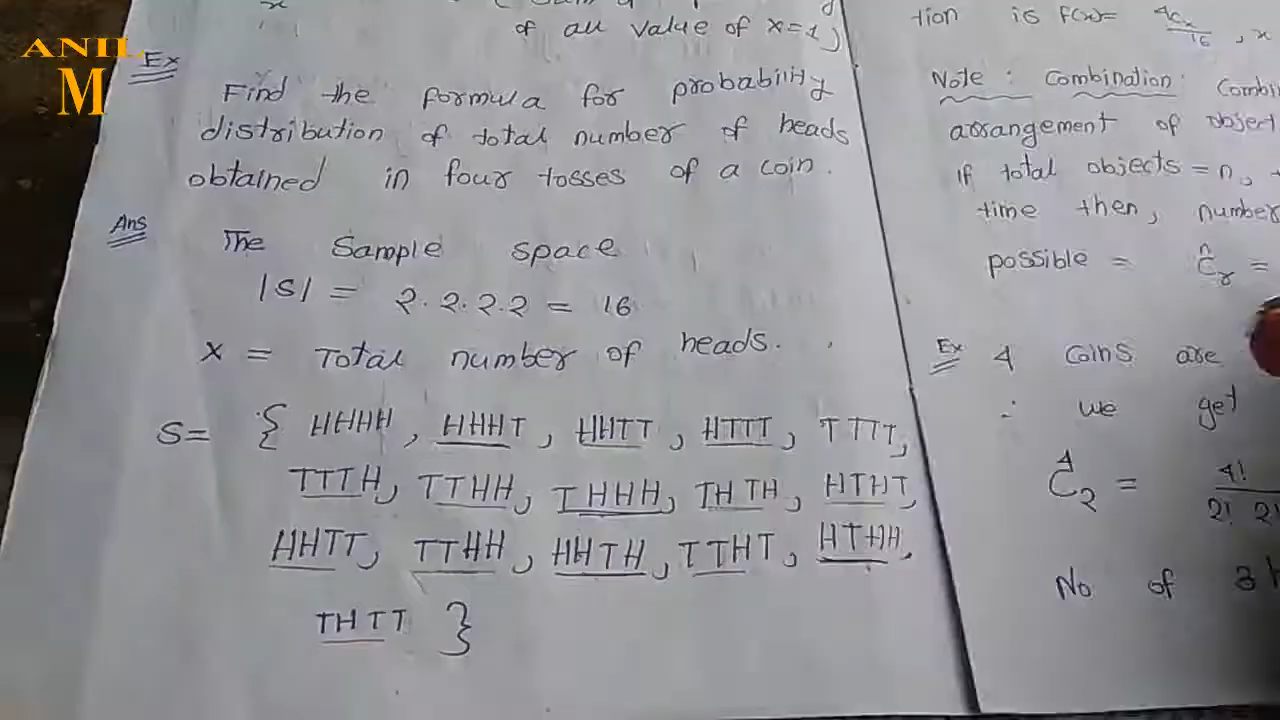 ANIL
M
of all value of x=1)
Ex
Find the formula for probability
distribution of total number of heads
obtained in four tosses of a coin.
Ans
The Sample space
|S| = 2.2.2.2 = 16
X = Total number of heads.
S= { HHHH, HHHT, HHTT, HTTT, TTTT,
TTTH, TTHH, THHH, THTH, HTHT,
HHTT, TTHH, HHTH, TTHT, HTHH,
THTT }
tion is f(x)= 4Cx/16, x
Note: Combination: Combi
arrangement of object
if total objects = n,
time then, number
possible = nCr =
Ex 4 coins are
∴ we get
4C2 = 4!/2! 2!
No of 3 h